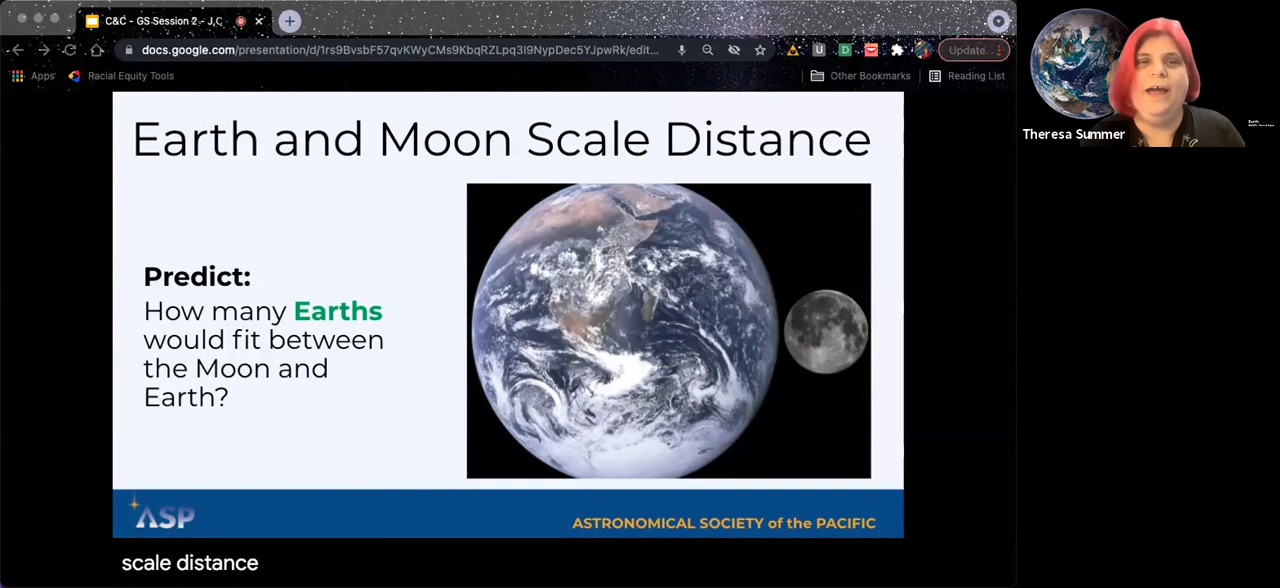 C&C - GS Session 2 - J,C
docs.google.com/presentation/d/1rs9BvsbF57qvKWyCMs9KbqRZLpq3l9NypDec5YJpwRk/edit...
Update
Apps
Racial Equity Tools
Other Bookmarks
Reading List
Theresa Summer
Earth and Moon Scale Distance
Predict:
How many Earths
would fit between
the Moon and
Earth?
ASP
ASTRONOMICAL SOCIETY of the PACIFIC
scale distance